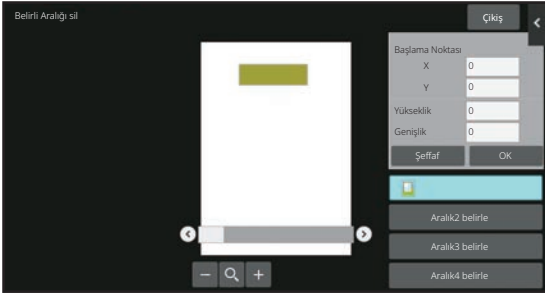 Belirli Aralığı sil
Çikiş
Başlama Noktası
X 0
Y 0
Yükseklik 0
Genişlik 0
Şeffaf OK
Aralık2 belirle
Aralık3 belirle
Aralık4 belirle